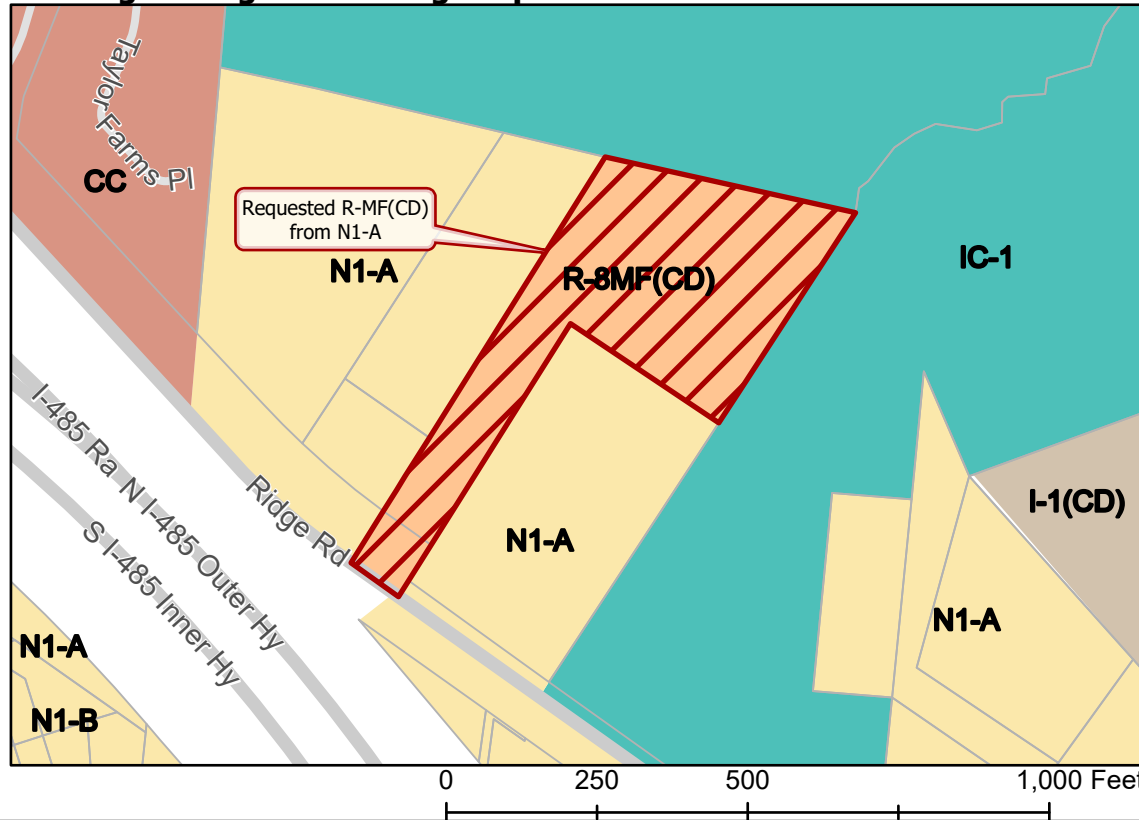 Taylor Farms Pl
CC
Requested R-MF(CD)
from N1-A
N1-A
R-8MF(CD)
IC-1
I-485 Ra N I-485 Outer Hy
S I-485 Inner Hy
Ridge Rd
N1-A
I-1(CD)
N1-A
N1-A
N1-B
0 250 500 1,000 Feet